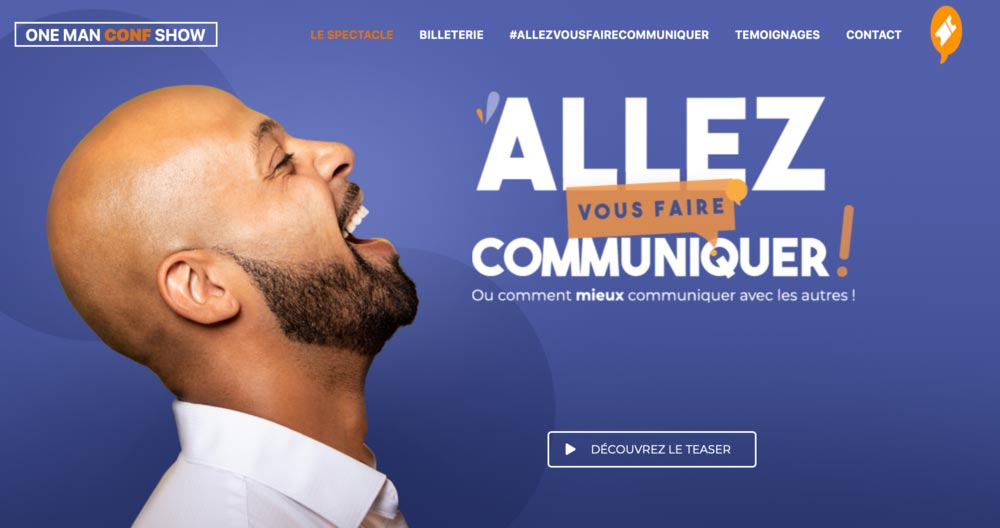 ONE MAN CONF SHOW
LE SPECTACLE
BILLETERIE
#ALLEZVOUSFAIRECOMMUNIQUER
TEMOIGNAGES
CONTACT
ALLEZ
VOUS FAIRE
COMMUNIQUER!
Ou comment mieux communiquer avec les autres !
DÉCOUVREZ LE TEASER